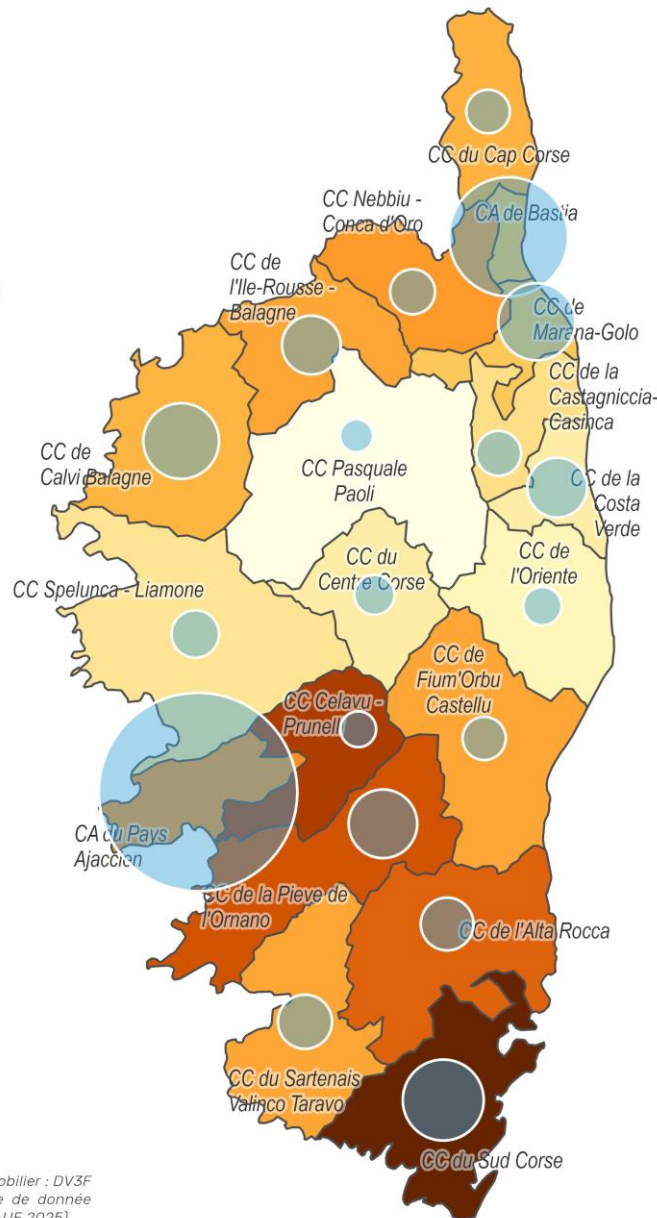 CC du Cap Corse
CA de Bastia
CC Nebbiu -
Conca d'Oro
CC de
l'Ile-Rousse -
Balagne
CC de
Marana-Golo
CC de la
Castagniccia-
Casinca
CC de
Calvi Balagne
CC Pasquale
Paoli
CC de la
Costa
Verde
CC du
Centre Corse
CC de
l'Oriente
CC Spelunca - Liamone
CC de
Fium'Orbu
Castellu
CC Celavu -
Prunell
CA du Pays
Ajaccien
CC de la Pieve de
l'Ornano
CC de l'Alta Rocca
CC du Sartenais
Valinco Taravo
CC du Sud Corse
obilier : DV3F
e de donnée